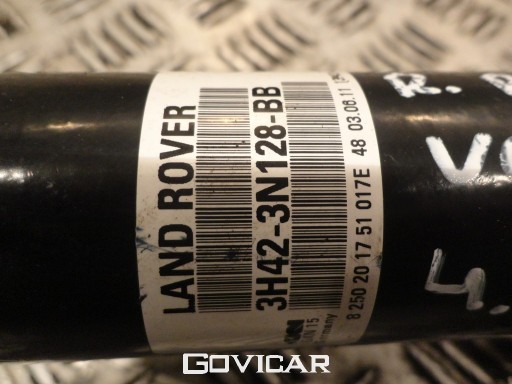 LAND ROVER
3H42-3N128-BB
8 250 20 17 51 017E 48 03.06.11
GOVICAR